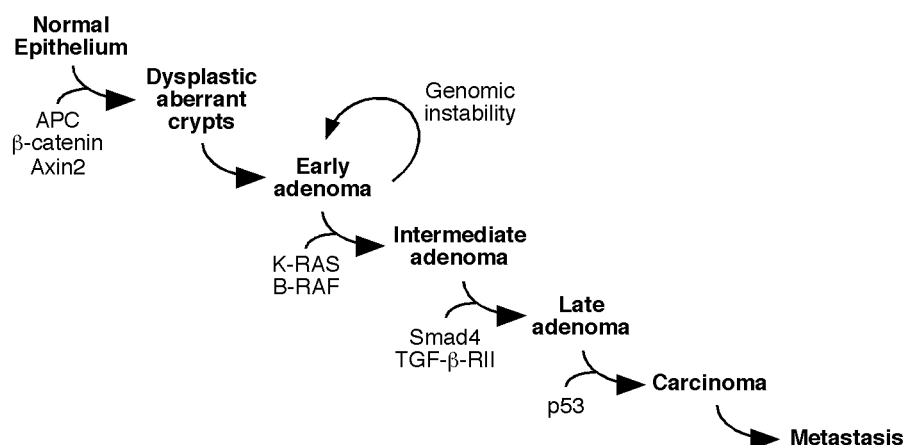 Normal
Epithelium
APC
β-catenin
Axin2
Dysplastic
aberrant
crypts
Genomic
instability
Early
adenoma
K-RAS
B-RAF
Intermediate
adenoma
Smad4
TGF-β-RII
Late
adenoma
p53
Carcinoma
Metastasis